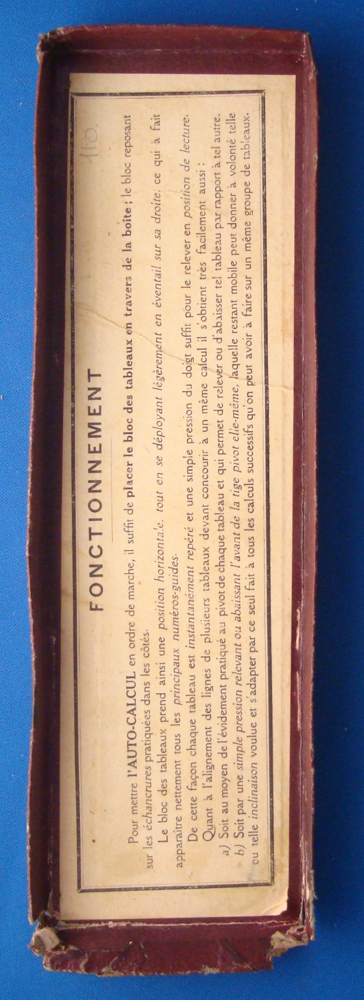 110.
FONCTIONNEMENT
Pour mettre l'AUTO-CALCUL en ordre de marche, il suffit de placer le bloc des tableaux en travers de la boîte ; le bloc reposant
sur les échancrures pratiquées dans les côtés.
Le bloc des tableaux prend ainsi une position horizontale, tout en se déployant légèrement en éventail sur sa droite, ce qui à fait
apparaître nettement tous les principaux numéros-guides.
De cette façon chaque tableau est instantanément repéré et une simple pression du doigt suffit pour le relever en position de lecture.
Quant à l'alignement des lignes de plusieurs tableaux devant concourir à un même calcul il s'obtient très facilement aussi :
a) Soit au moyen de l'évidement pratiqué au pivot de chaque tableau et qui permet de relever ou d'abaisser tel tableau par rapport à tel autre.
b) Soit par une simple pression relevant ou abaissant l'avant de la tige pivot elle-même, laquelle restant mobile peut donner à volonté telle
ou telle inclinaison voulue et s'adapter par ce seul fait à tous les calculs successifs qu'on peut avoir à faire sur un même groupe de tableaux.